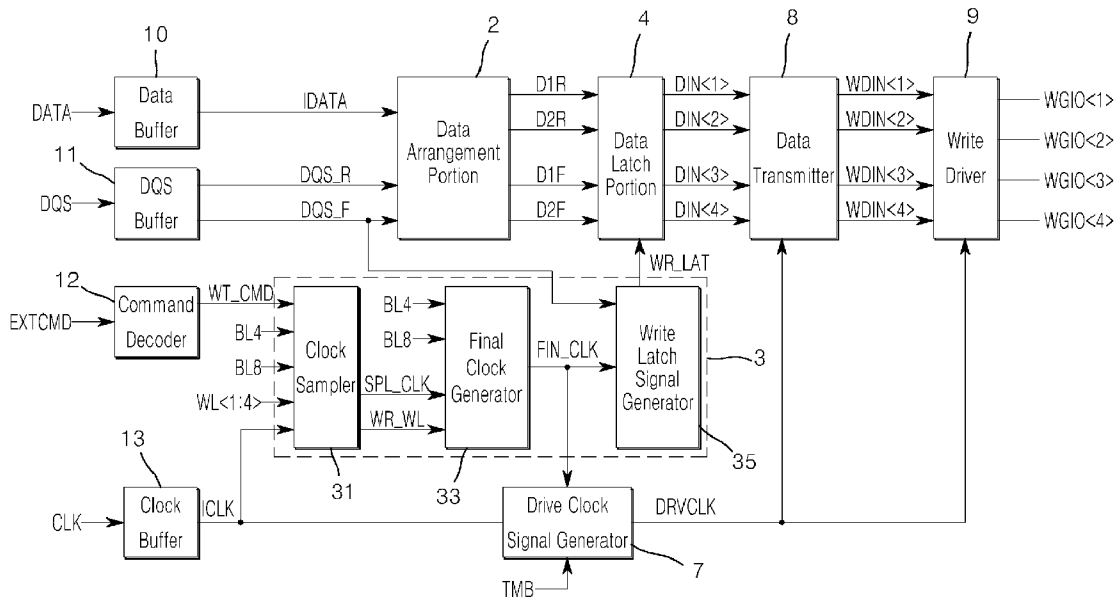 10
2
4
8
9
DATA
Data
Buffer
IDATA
Data
Arrangement
Portion
D1R
D2R
D1F
D2F
Data
Latch
Portion
DIN<1>
DIN<2>
DIN<3>
DIN<4>
Data
Transmitter
WDIN<1>
WDIN<2>
WDIN<3>
WDIN<4>
Write
Driver
WGIO<1>
WGIO<2>
WGIO<3>
WGIO<4>
11
DQS
DQS
Buffer
DQS_R
DQS_F
WR_LAT
12
EXTCMD
Command
Decoder
WT_CMD
BL4
BL8
WL<1:4>
Clock
Sampler
31
SPL_CLK
WR_WL
BL4
BL8
Final
Clock
Generator
33
FIN_CLK
Write
Latch
Signal
Generator
35
3
13
CLK
Clock
Buffer
ICLK
Drive Clock
Signal Generator
7
DRVCLK
TMB